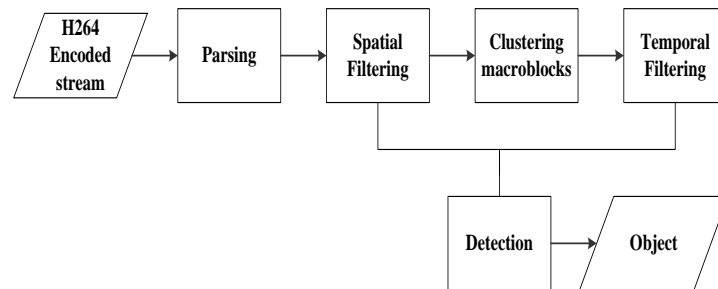 H264
Encoded
stream
Parsing
Spatial
Filtering
Clustering
macroblocks
Temporal
Filtering
Detection
Object